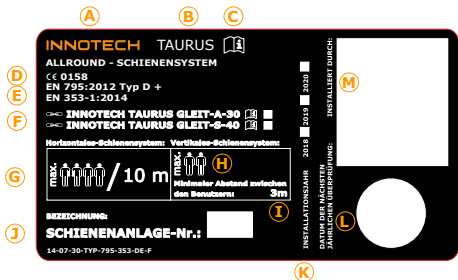 A B C
INNOTECH TAURUS i
ALLROUND - SCHIENENSYSTEM
D CE 0158
E EN 795:2012 Typ D +
EN 353-1:2014
F INNOTECH TAURUS GLEIT-A-30
INNOTECH TAURUS GLEIT-S-40
Horizontales-Schienensystem: Vertikales-Schienensystem:
G max. / 10 m
max. H
Minimaler Abstand zwischen
den Benutzern: 3m
I
BEZEICHNUNG:
J SCHIENENANLAGE-Nr.:
14-07-30-TYP-795-353-DE-F
INSTALLATIONSJAHR 2018 2019 2020
K
DATUM DER NÄCHSTEN
JÄHRLICHEN ÜBERPRÜFUNG:
L
INSTALLIERT DURCH:
M